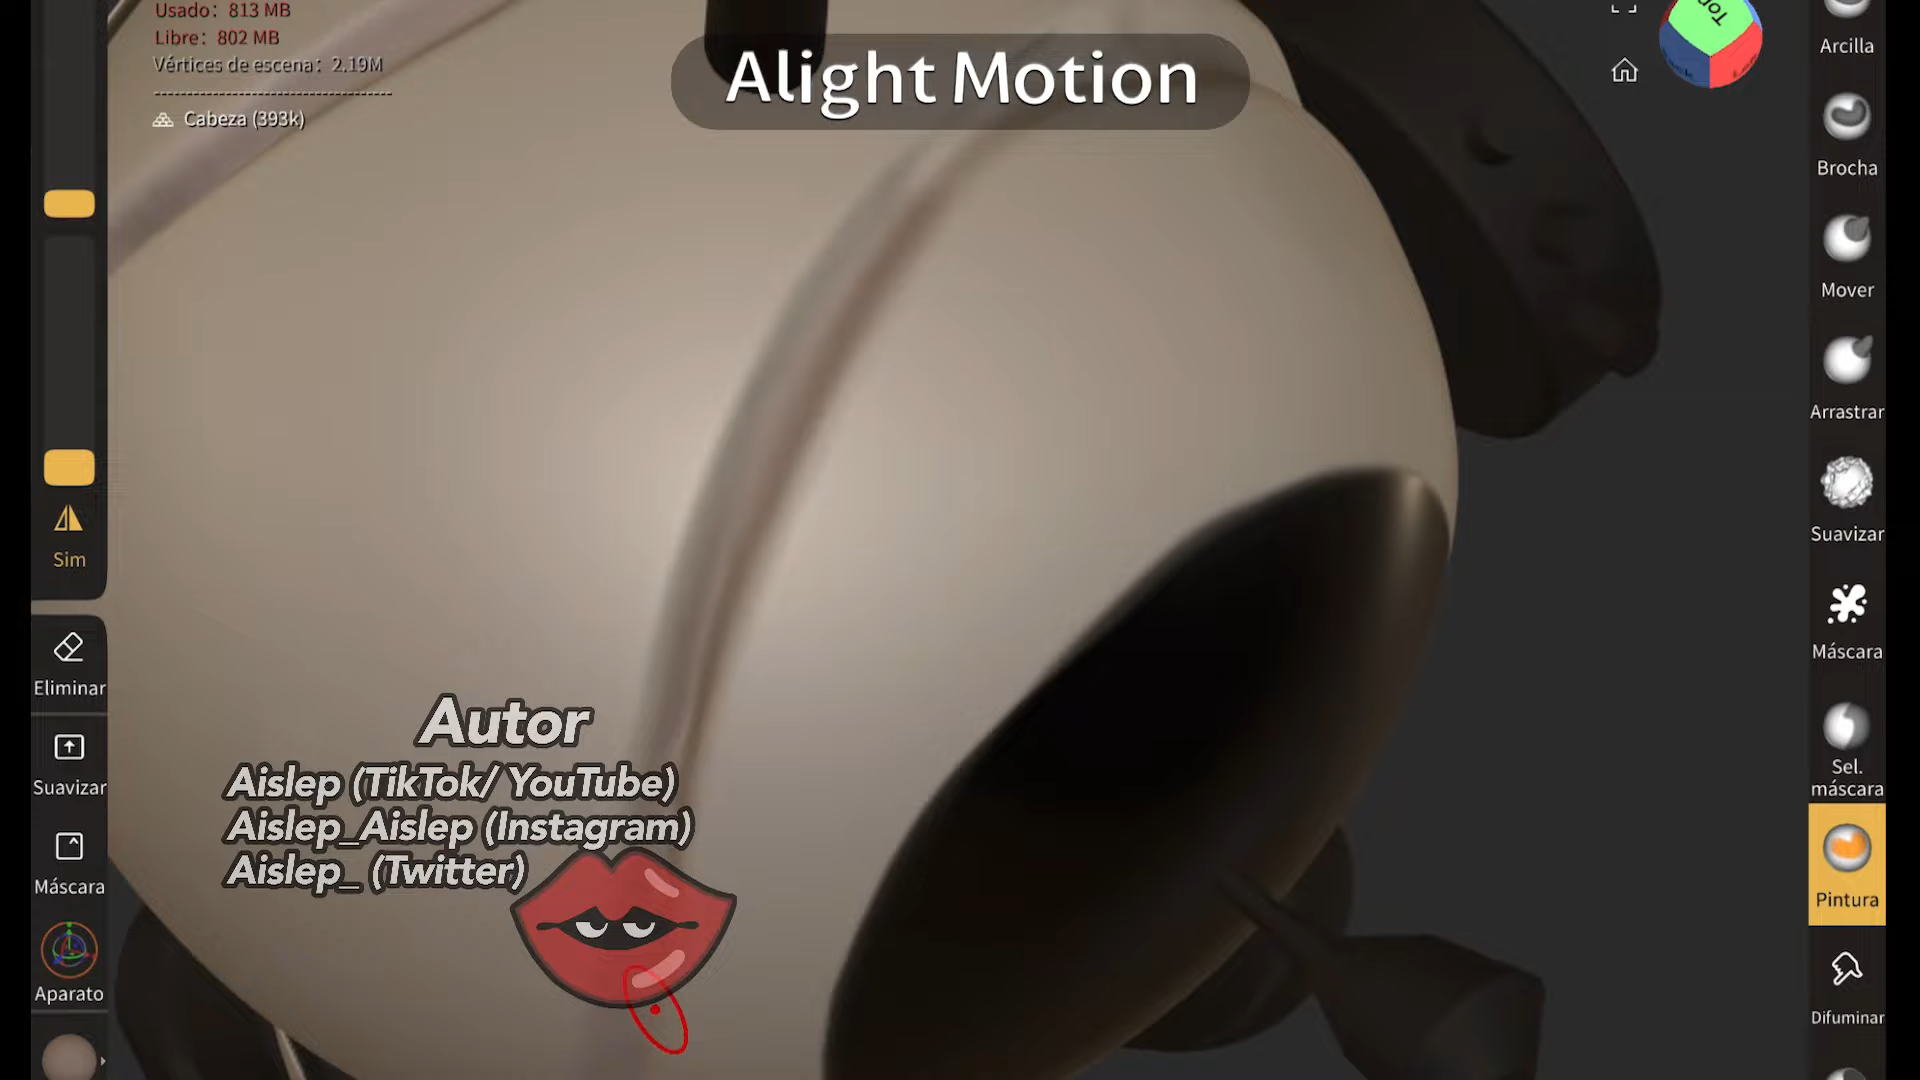 Usado: 813 MB
Libre: 802 MB
Vértices de escena: 2.19M
Cabeza (393k)
Alight Motion
Top
Arcilla
Brocha
Mover
Arrastrar
Suavizar
Máscara
Sel.
máscara
Pintura
Difuminar
Sim
Eliminar
Suavizar
Máscara
Aparato
Autor
Aislep (TikTok/ YouTube)
Aislep_Aislep (Instagram)
Aislep_ (Twitter)